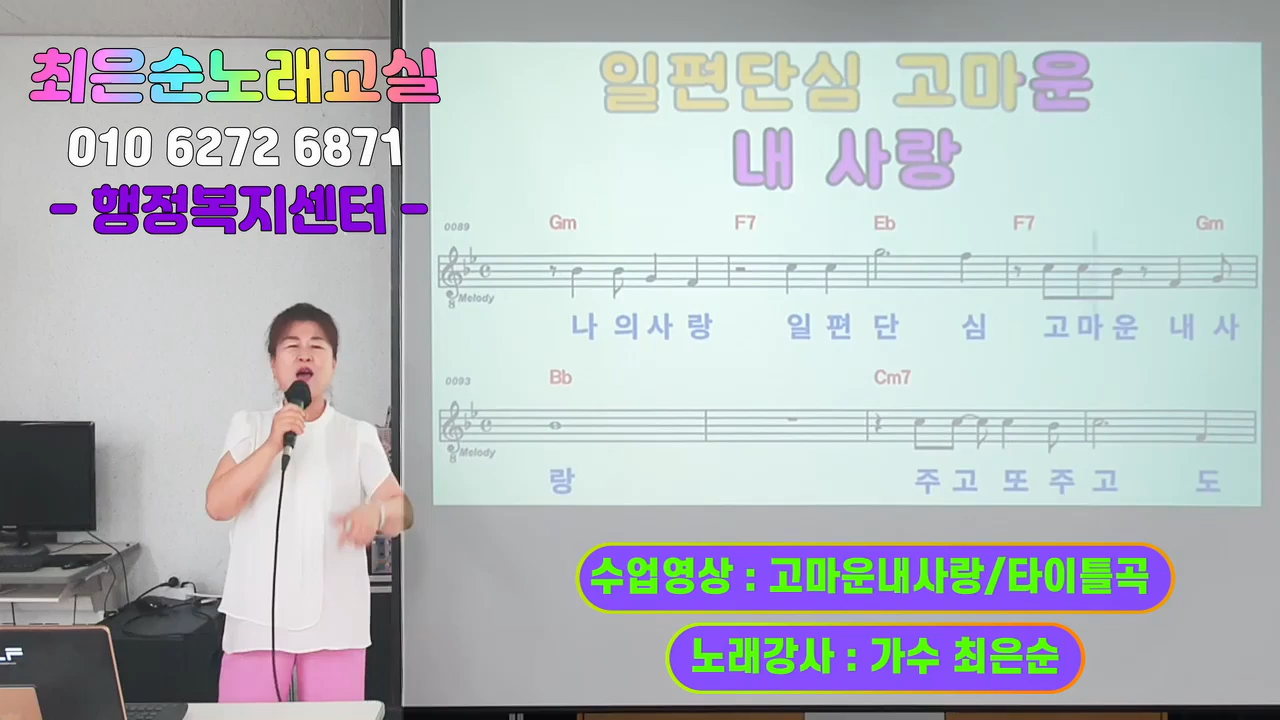 최은순노래교실
010 6272 6871
- 행정복지센터 -
일편단심 고마운
내 사랑
0089
Gm F7 Eb F7 Gm
8 Melody
나 의 사 랑 일 편 단 심 고 마 운 내 사
0093
Bb Cm7
8 Melody
랑 주 고 또 주 고 도
수업영상 : 고마운내사랑/타이틀곡
노래강사 : 가수 최은순
LF